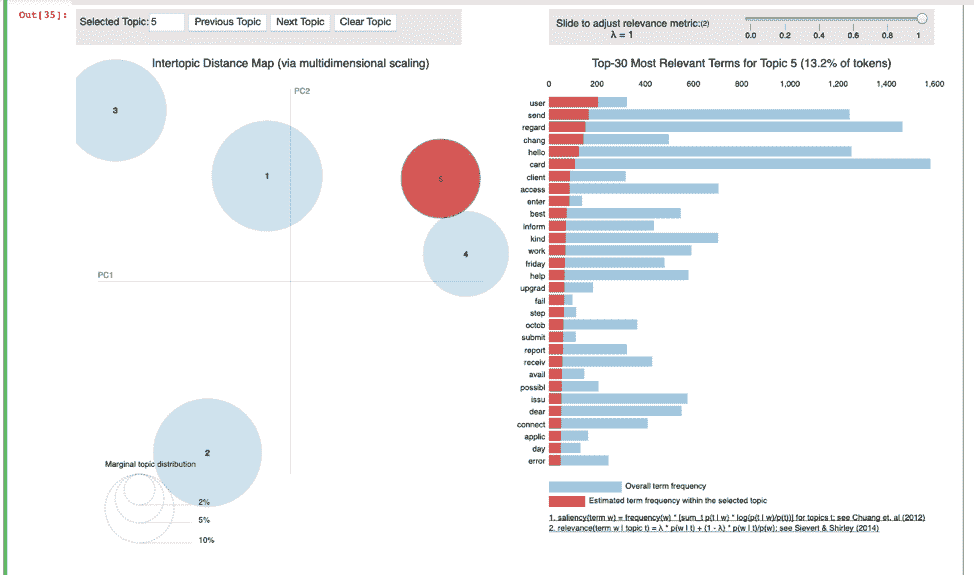 Out[35]:
Selected Topic: 5 Previous Topic Next Topic Clear Topic
Slide to adjust relevance metric:(2)
λ = 1
0.0 0.2 0.4 0.6 0.8 1
Intertopic Distance Map (via multidimensional scaling)
PC2
PC1
3
1
5
4
2
Marginal topic distribution
2%
5%
10%
Top-30 Most Relevant Terms for Topic 5 (13.2% of tokens)
0 200 400 600 800 1,000 1,200 1,400 1,600
user
send
regard
chang
hello
card
client
access
enter
best
inform
kind
work
friday
help
upgrad
fail
step
octob
submit
report
receiv
avail
possibl
issu
dear
connect
applic
day
error
Overall term frequency
Estimated term frequency within the selected topic
1. saliency(term w) = frequency(w) * [sum_t p(t | w) * log(p(t | w)/p(t))] for topics t; see Chuang et. al (2012)
2. relevance(term w | topic t) = λ * p(w | t) + (1 - λ) * p(w | t)/p(w); see Sievert & Shirley (2014)